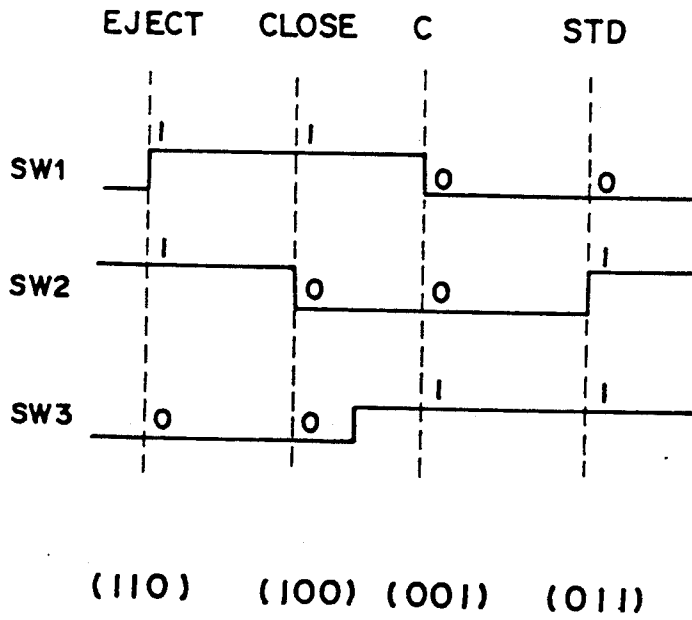 EJECT CLOSE C STD
1 1
SW1 0 0
1 1
SW2 0 0
1 1
SW3 0 0
(110) (100) (001) (011)